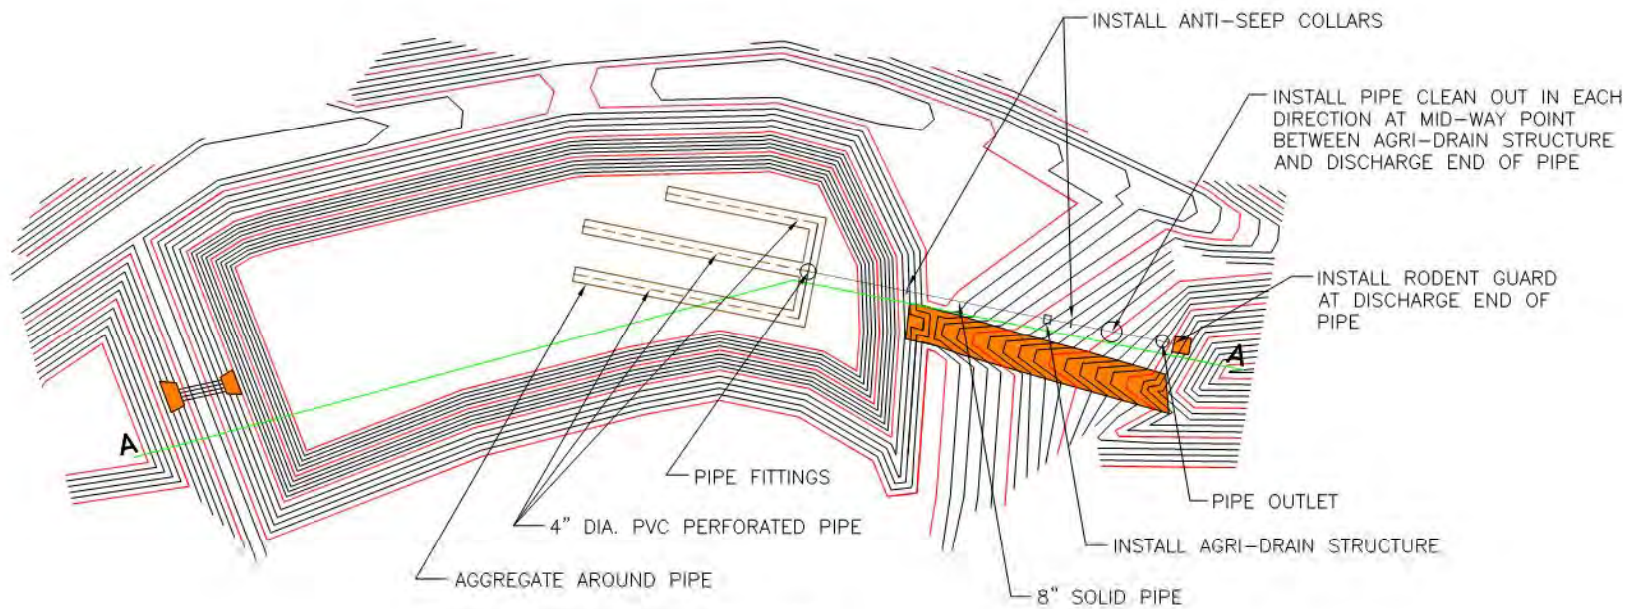 INSTALL ANTI-SEEP COLLARS
INSTALL PIPE CLEAN OUT IN EACH
DIRECTION AT MID-WAY POINT
BETWEEN AGRI-DRAIN STRUCTURE
AND DISCHARGE END OF PIPE
INSTALL RODENT GUARD
AT DISCHARGE END OF
PIPE
A
A
PIPE FITTINGS
PIPE OUTLET
4" DIA. PVC PERFORATED PIPE
INSTALL AGRI-DRAIN STRUCTURE
AGGREGATE AROUND PIPE
8" SOLID PIPE